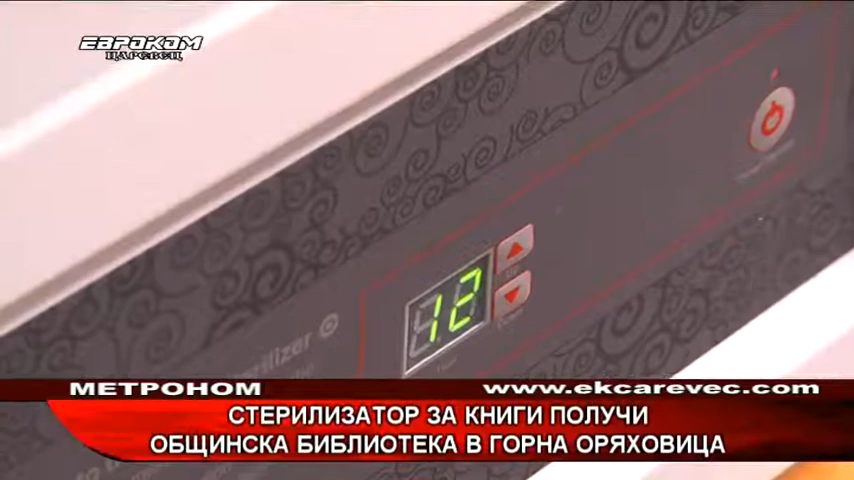 ЕВРОКОМ
ЦАРЕВЕЦ
12
МЕТРОНОМ
www.ekcarevec.com
СТЕРИЛИЗАТОР ЗА КНИГИ ПОЛУЧИ
ОБЩИНСКА БИБЛИОТЕКА В ГОРНА ОРЯХОВИЦА